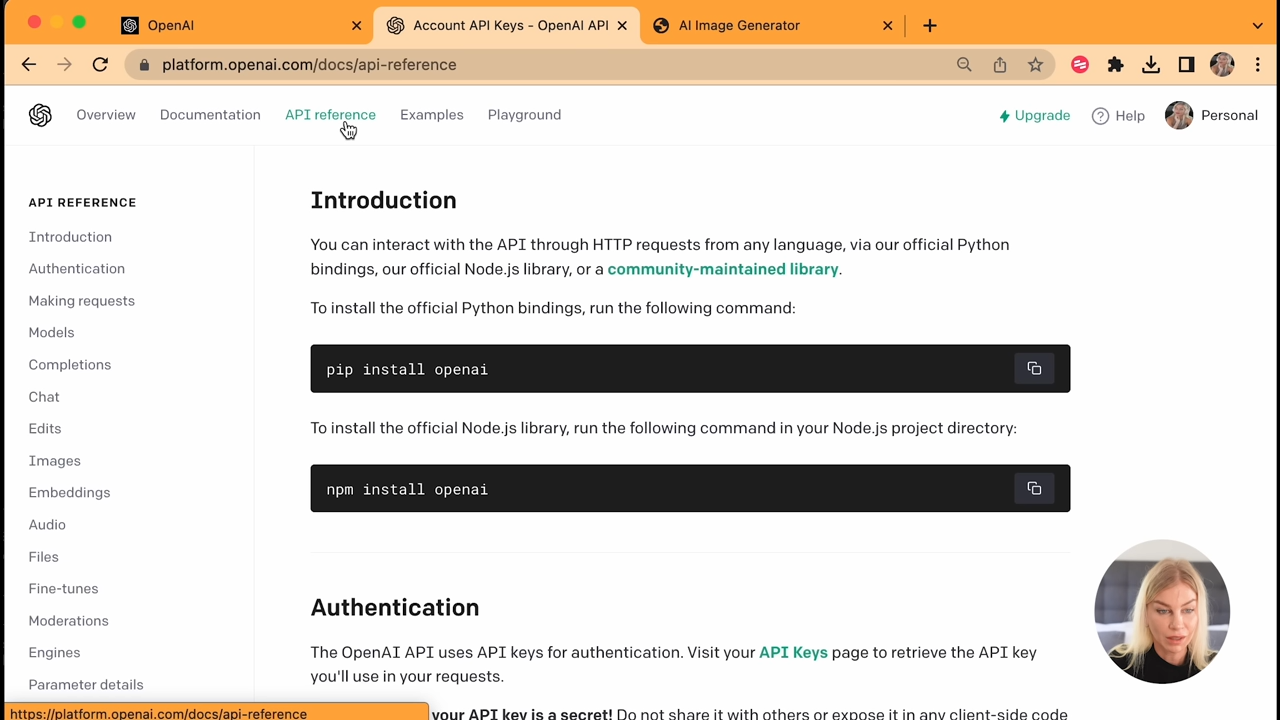 OpenAI
Account API Keys - OpenAI API
AI Image Generator
platform.openai.com/docs/api-reference
Overview
Documentation
API reference
Examples
Playground
Upgrade
Help
Personal
API REFERENCE
Introduction
Authentication
Making requests
Models
Completions
Chat
Edits
Images
Embeddings
Audio
Files
Fine-tunes
Moderations
Engines
Parameter details
Introduction
You can interact with the API through HTTP requests from any language, via our official Python
bindings, our official Node.js library, or a community-maintained library.
To install the official Python bindings, run the following command:
pip install openai
To install the official Node.js library, run the following command in your Node.js project directory:
npm install openai
Authentication
The OpenAI API uses API keys for authentication. Visit your API Keys page to retrieve the API key
you'll use in your requests.
your API key is a secret! Do not share it with others or expose it in any client-side code
https://platform.openai.com/docs/api-reference